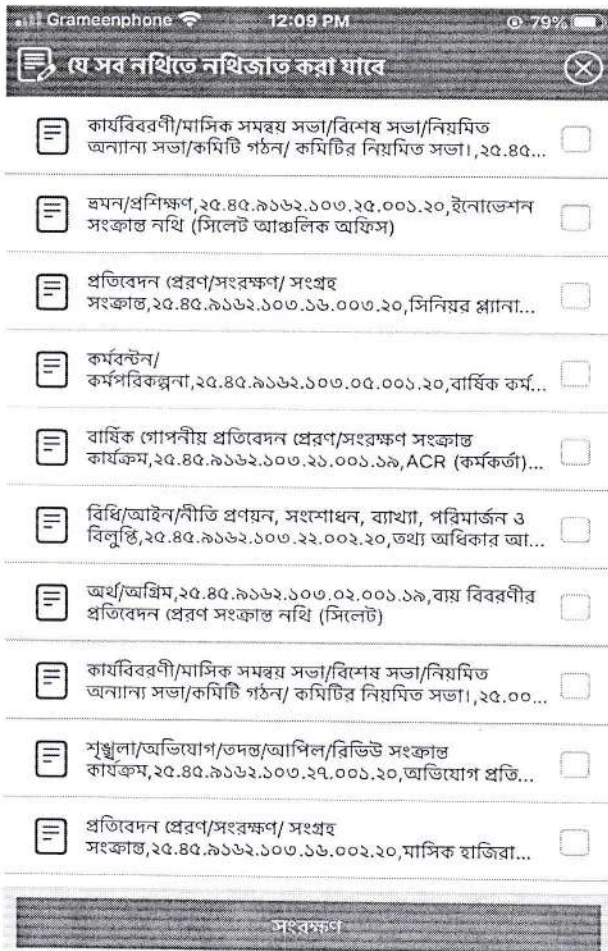 Grameenphone 12:09 PM 79%
যে সব নথিতে নথিজাত করা যাবে
কার্যবিবরণী/মাসিক সমন্বয় সভা/বিশেষ সভা/নিয়মিত
অন্যান্য সভা/কমিটি গঠন/ কমিটির নিয়মিত সভা।,২৫.৪৫...
ভ্রমন/প্রশিক্ষণ,২৫.৪৫.৯১৬২.১০৩.২৫.০০১.২০,ইনোভেশন
সংক্রান্ত নথি (সিলেট আঞ্চলিক অফিস)
প্রতিবেদন প্রেরণ/সংরক্ষণ/ সংগ্রহ
সংক্রান্ত,২৫.৪৫.৯১৬২.১০৩.১৬.০০৩.২০,সিনিয়র প্ল্যানা...
কর্মবন্টন/
কর্মপরিকল্পনা,২৫.৪৫.৯১৬২.১০৩.০৫.০০১.২০,বার্ষিক কর্ম...
বার্ষিক গোপনীয় প্রতিবেদন প্রেরণ/সংরক্ষণ সংক্রান্ত
কার্যক্রম,২৫.৪৫.৯১৬২.১০৩.২১.০০১.১৯,ACR (কর্মকর্তা)...
বিধি/আইন/নীতি প্রণয়ন, সংশোধন, ব্যাখ্যা, পরিমার্জন ও
বিলুপ্তি,২৫.৪৫.৯১৬২.১০৩.২২.০০২.২০,তথ্য অধিকার আ...
অর্থ/অগ্রিম,২৫.৪৫.৯১৬২.১০৩.০২.০০১.১৯,ব্যয় বিবরণীর
প্রতিবেদন প্রেরণ সংক্রান্ত নথি (সিলেট)
কার্যবিবরণী/মাসিক সমন্বয় সভা/বিশেষ সভা/নিয়মিত
অন্যান্য সভা/কমিটি গঠন/ কমিটির নিয়মিত সভা।,২৫.০০...
শৃঙ্খলা/অভিযোগ/তদন্ত/আপিল/রিভিউ সংক্রান্ত
কার্যক্রম,২৫.৪৫.৯১৬২.১০৩.২৭.০০১.২০,অভিযোগ প্রতি...
প্রতিবেদন প্রেরণ/সংরক্ষণ/ সংগ্রহ
সংক্রান্ত,২৫.৪৫.৯১৬২.১০৩.১৬.০০২.২০,মাসিক হাজিরা...
সংরক্ষণ